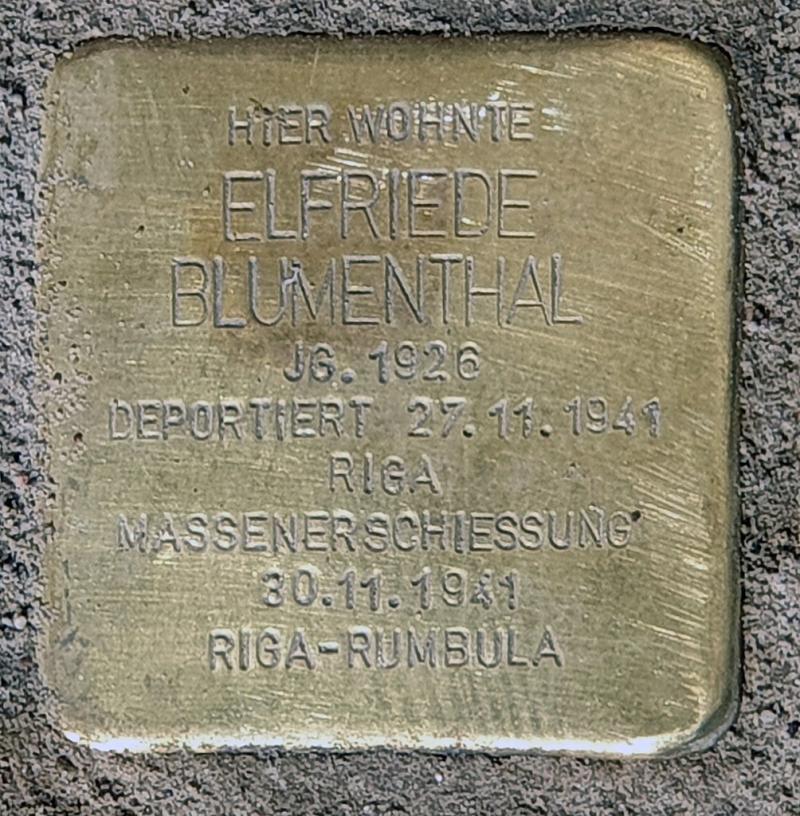 HIER WOHNTE
ELFRIEDE
BLUMENTHAL
JG. 1926
DEPORTIERT 27.11.1941
RIGA
MASSENERSCHIESSUNG
30.11.1941
RIGA-RUMBULA